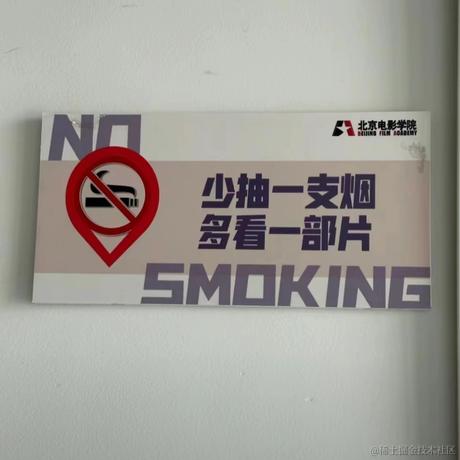 NO
北京电影学院
BEIJING FILM ACADEMY
少抽一支烟
多看一部片
SMOKING
@稀土掘金技术社区